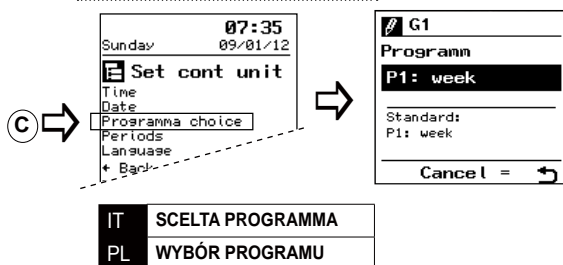 07:35
Sunday 09/01/12
Set cont unit
Time
Date
Programma choice
Periods
Language
← Back
C
G1
Programm
P1: week
Standard:
P1: week
Cancel =
IT SCELTA PROGRAMMA
PL WYBÓR PROGRAMU